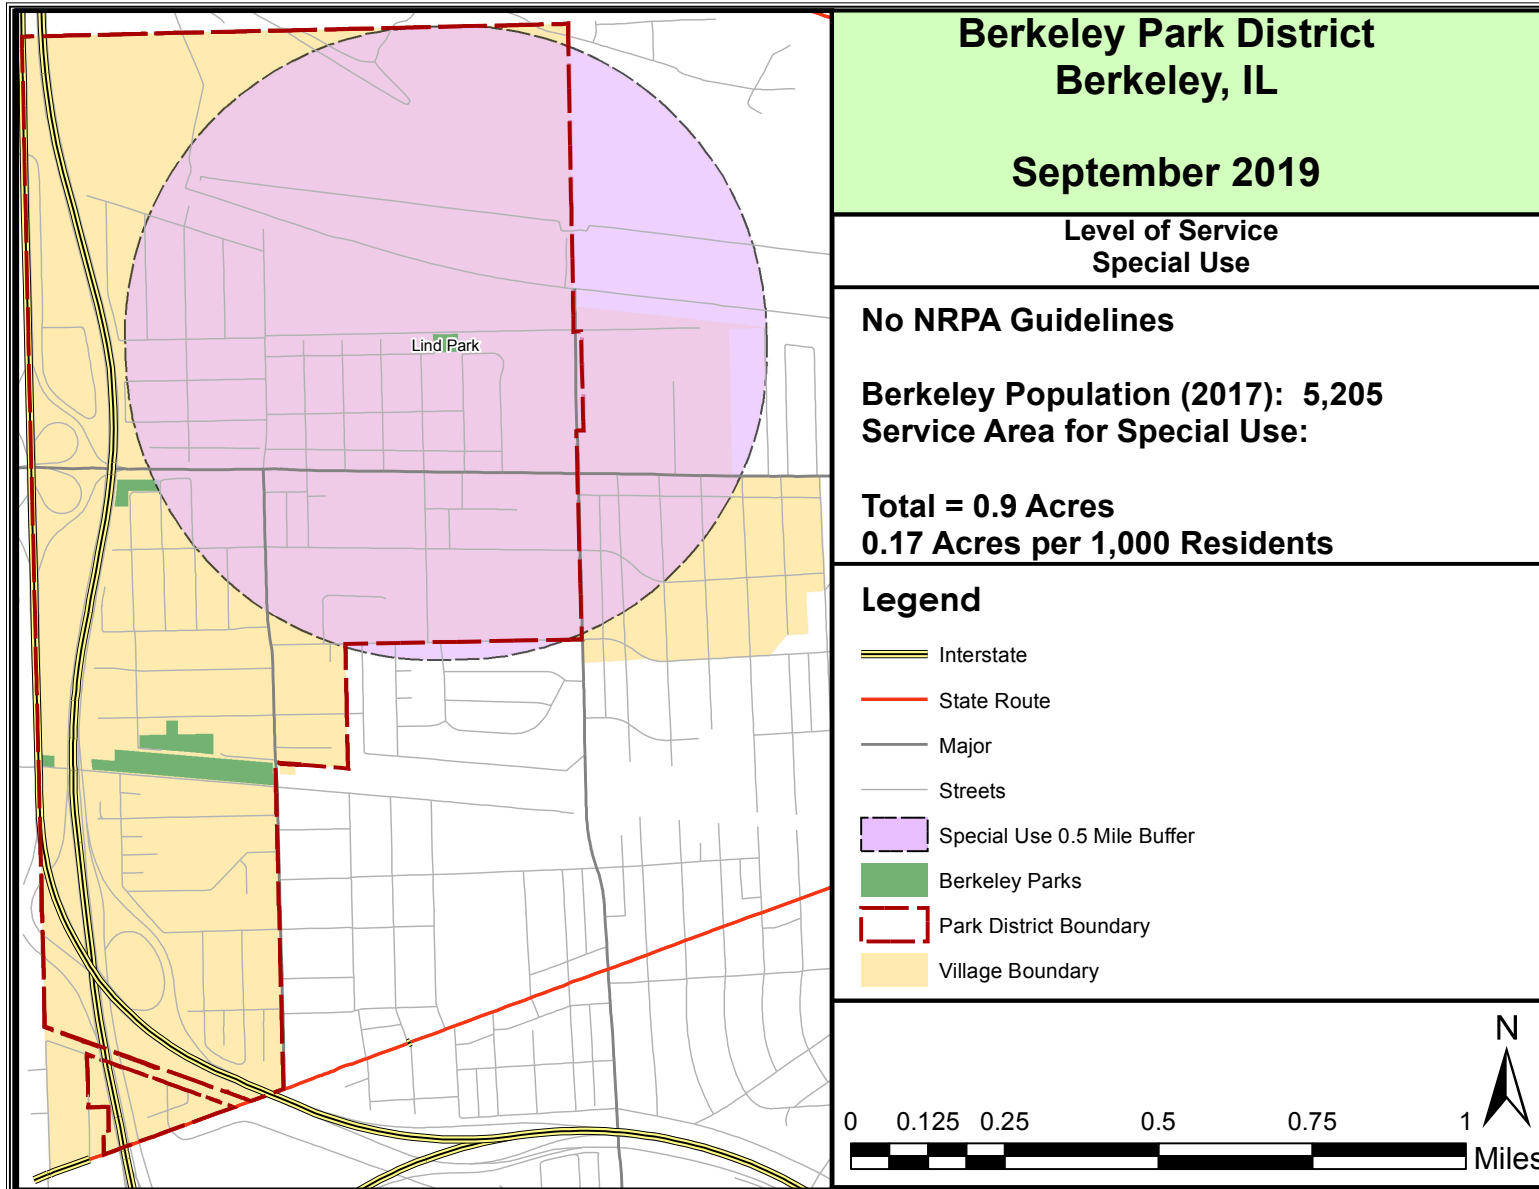 Berkeley Park District
Berkeley, IL
September 2019
Level of Service
Special Use
No NRPA Guidelines
Berkeley Population (2017): 5,205
Service Area for Special Use:
Total = 0.9 Acres
0.17 Acres per 1,000 Residents
Legend
Interstate
State Route
Major
Streets
Special Use 0.5 Mile Buffer
Berkeley Parks
Park District Boundary
Village Boundary
N
0 0.125 0.25 0.5 0.75 1
Miles
Lind Park